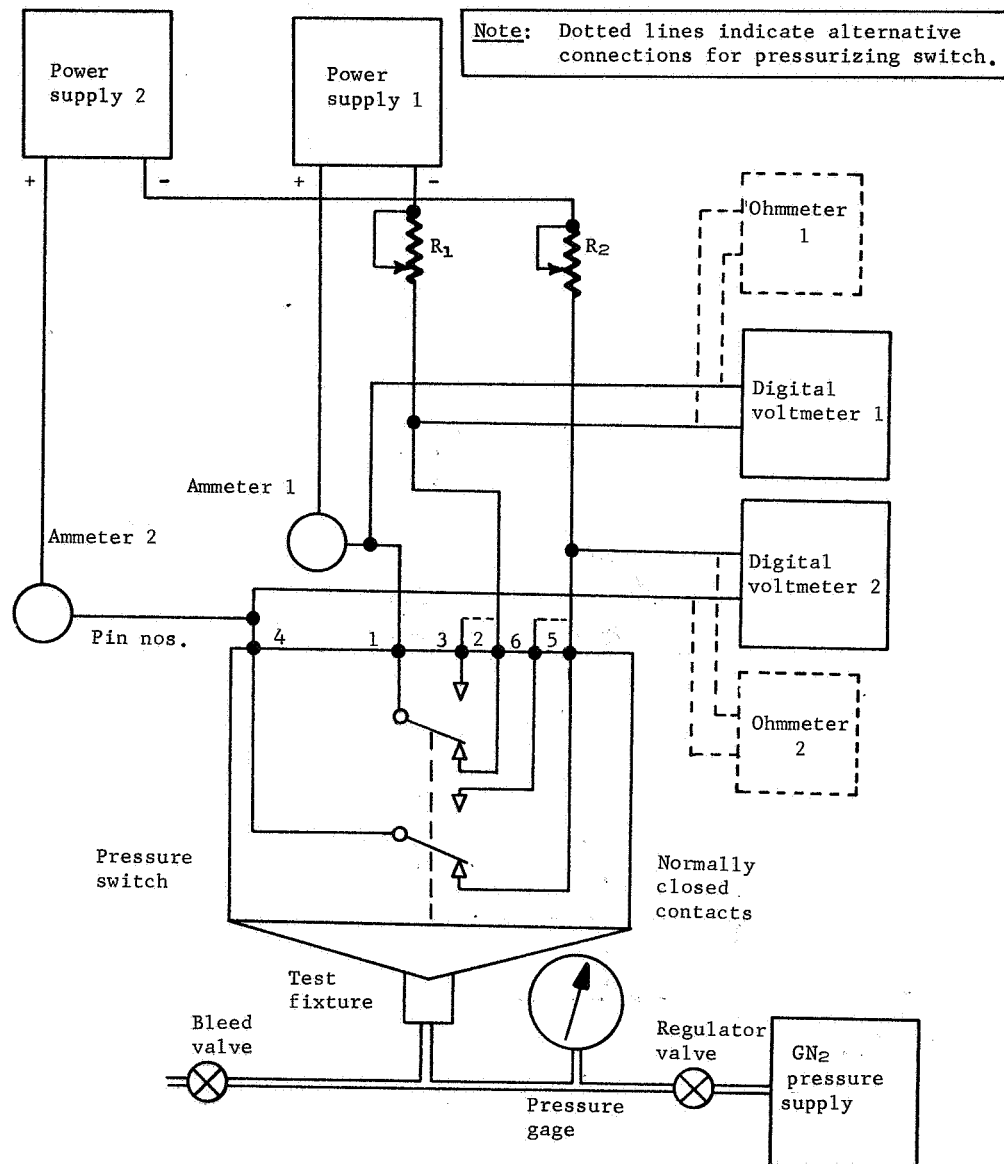 Note: Dotted lines indicate alternative
connections for pressurizing switch.
Power
supply 2
Power
supply 1
+
-
+
-
R1
R2
Ohmmeter
1
Digital
voltmeter 1
Ammeter 1
Ammeter 2
Digital
voltmeter 2
Pin nos.
4
1
3
2
6
5
Ohmmeter
2
Pressure
switch
Normally
closed
contacts
Test
fixture
Bleed
valve
Regulator
valve
GN2
pressure
supply
Pressure
gage